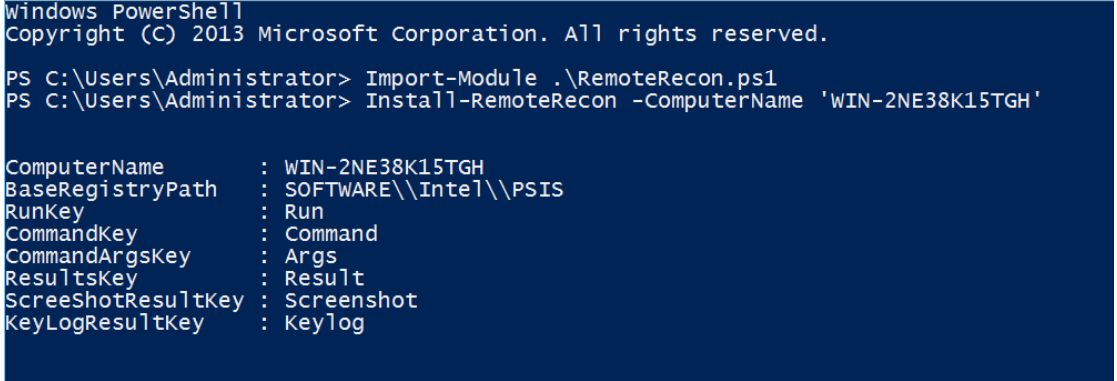 Windows PowerShell
Copyright (C) 2013 Microsoft Corporation. All rights reserved.
PS C:\Users\Administrator> Import-Module .\RemoteRecon.ps1
PS C:\Users\Administrator> Install-RemoteRecon -ComputerName 'WIN-2NE38K15TGH'
ComputerName : WIN-2NE38K15TGH
BaseRegistryPath : SOFTWARE\\Intel\\PSIS
RunKey : Run
CommandKey : Command
CommandArgsKey : Args
ResultsKey : Result
ScreeShotResultKey : Screenshot
KeyLogResultKey : Keylog